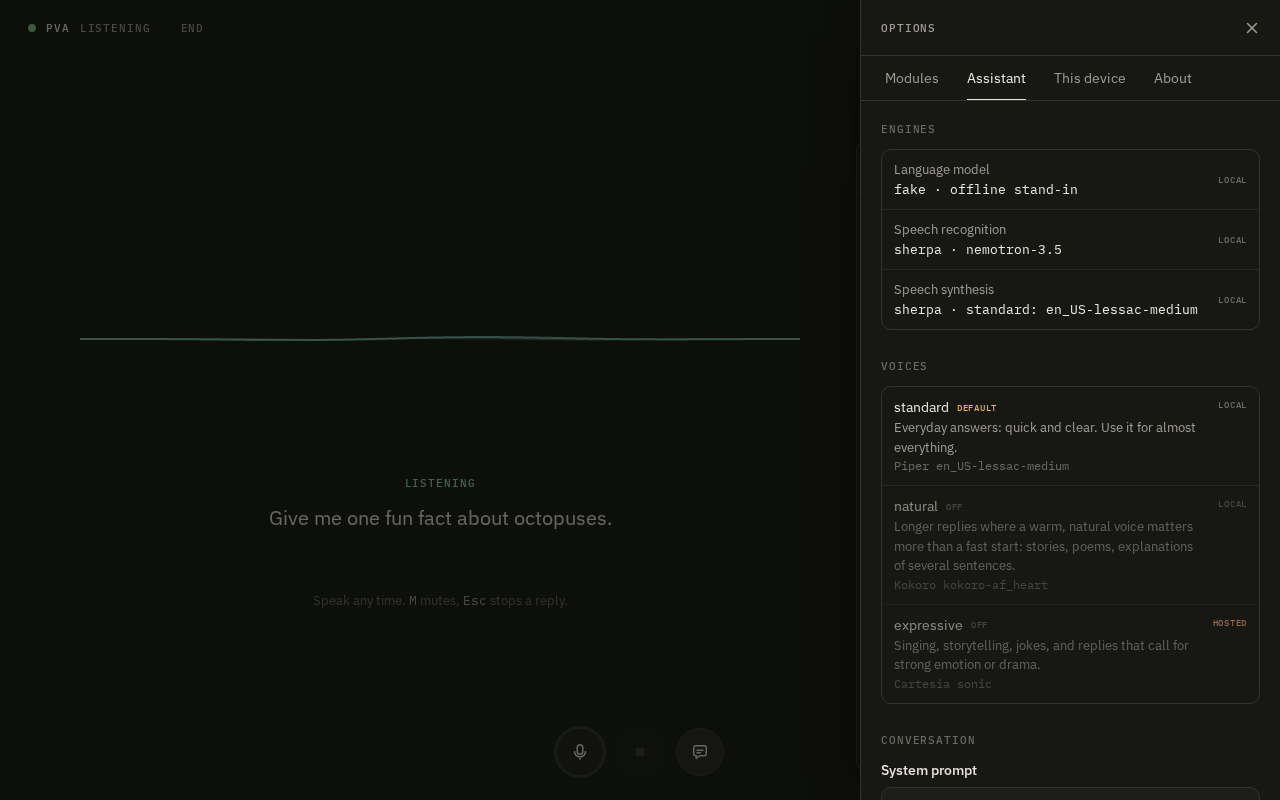 PVA LISTENING END
LISTENING
Give me one fun fact about octopuses.
Speak any time. M mutes, Esc stops a reply.
OPTIONS
Modules Assistant This device About
ENGINES
Language model
fake · offline stand-in
LOCAL
Speech recognition
sherpa · nemotron-3.5
LOCAL
Speech synthesis
sherpa · standard: en_US-lessac-medium
LOCAL
VOICES
standard DEFAULT LOCAL
Everyday answers: quick and clear. Use it for almost
everything.
Piper en_US-lessac-medium
natural OFF LOCAL
Longer replies where a warm, natural voice matters
more than a fast start: stories, poems, explanations
of several sentences.
Kokoro kokoro-af_heart
expressive OFF HOSTED
Singing, storytelling, jokes, and replies that call for
strong emotion or drama.
Cartesia sonic
CONVERSATION
System prompt